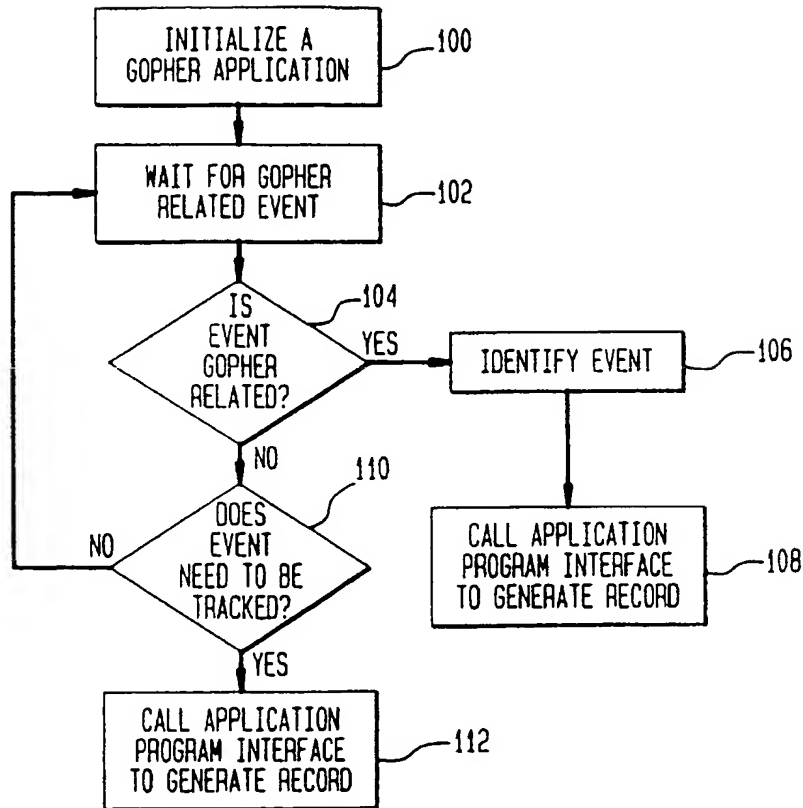 INITIALIZE A
GOPHER APPLICATION
100
WAIT FOR GOPHER
RELATED EVENT
102
IS
EVENT
GOPHER
RELATED?
104
YES
IDENTIFY EVENT
106
NO
DOES
EVENT
NEED TO BE
TRACKED?
110
NO
CALL APPLICATION
PROGRAM INTERFACE
TO GENERATE RECORD
108
YES
CALL APPLICATION
PROGRAM INTERFACE
TO GENERATE RECORD
112